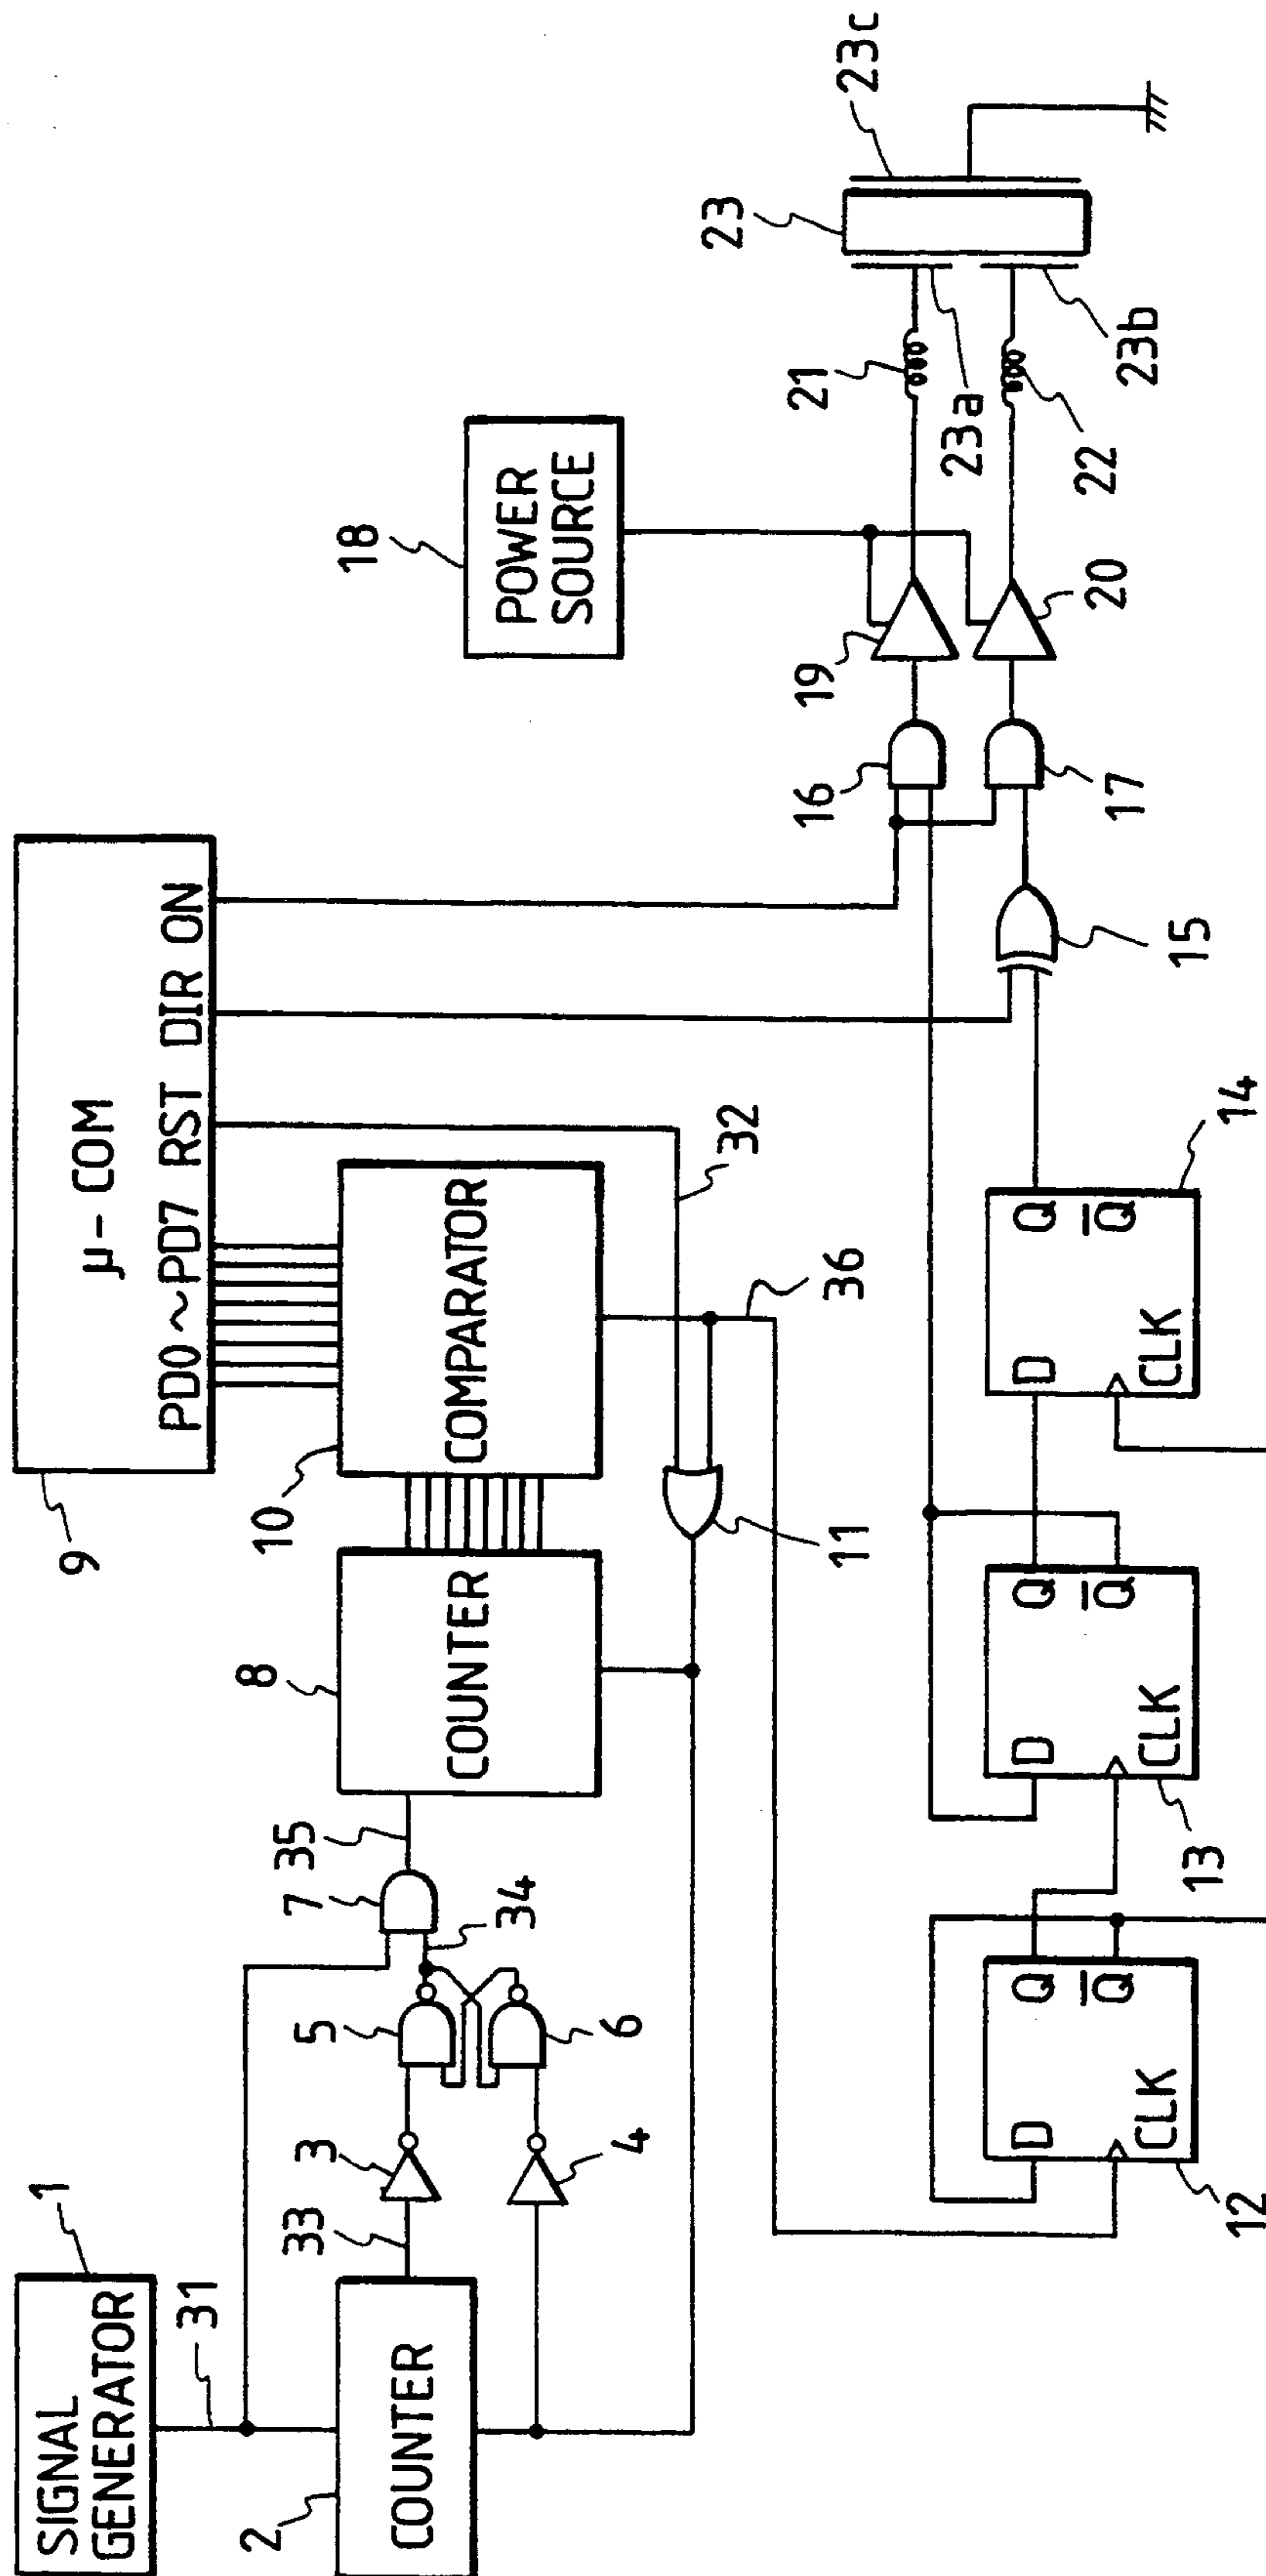 SIGNAL
GENERATOR
1
31
2
COUNTER
33
3
4
5
6
34
7
35
8
COUNTER
10
COMPARATOR
9
µ-COM
PD0~PD7 RST DIR ON
32
11
36
18
POWER
SOURCE
16
17
19
20
21
22
23
23a
23b
23c
15
12
D
CLK
Q
Q̅
13
D
CLK
Q
Q̅
14
D
CLK
Q
Q̅